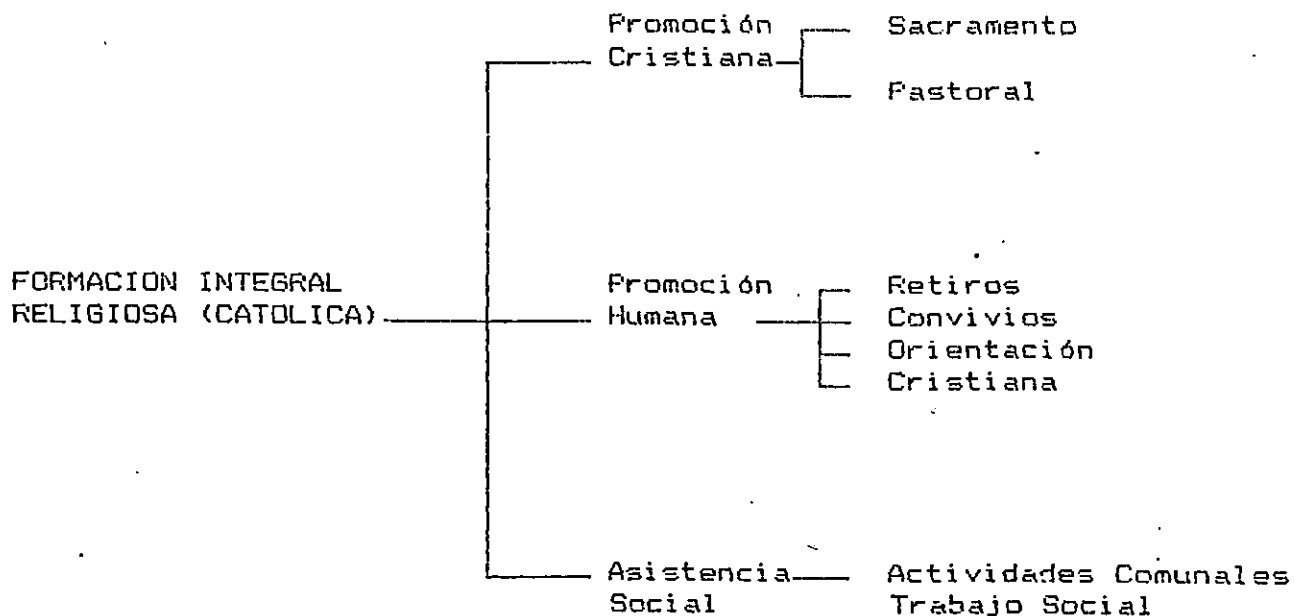 Promoción
Cristiana
Sacramento
Pastoral
FORMACION INTEGRAL
RELIGIOSA (CATOLICA)
Promoción
Humana
Retiros
Convivios
Orientación
Cristiana
Asistencia
Social
Actividades Comunales
Trabajo Social